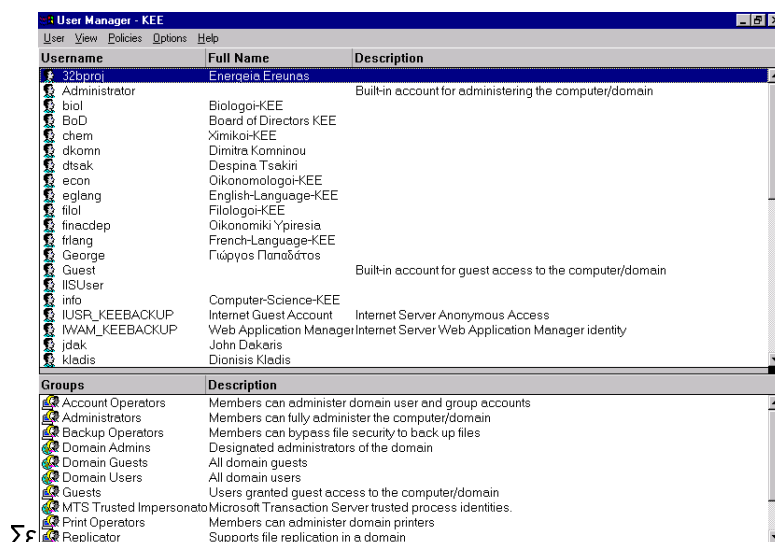 User Manager - KEE
User View Policies Options Help
Username Full Name Description
32bproj Energeia Ereunas
Administrator Built-in account for administering the computer/domain
biol Biologoi-KEE
BoD Board of Directors KEE
chem Ximikoi-KEE
dkomn Dimitra Komninou
dtsak Despina Tsakiri
econ Oikonomologoi-KEE
eglang English-Language-KEE
filol Filologoi-KEE
finacdep Oikonomiki Ypiresia
frlang French-Language-KEE
George Γιώργος Παπαδάτος
Guest Built-in account for guest access to the computer/domain
IISUser
info Computer-Science-KEE
IUSR_KEEBACKUP Internet Guest Account Internet Server Anonymous Access
IWAM_KEEBACKUP Web Application Manager Internet Server Web Application Manager identity
jdak John Dakaris
kladis Dionisis Kladis
Groups Description
Account Operators Members can administer domain user and group accounts
Administrators Members can fully administer the computer/domain
Backup Operators Members can bypass file security to back up files
Domain Admins Designated administrators of the domain
Domain Guests All domain guests
Domain Users All domain users
Guests Users granted guest access to the computer/domain
MTS Trusted Impersonato Microsoft Transaction Server trusted process identities.
Print Operators Members can administer domain printers
Σε Replicator Supports file replication in a domain